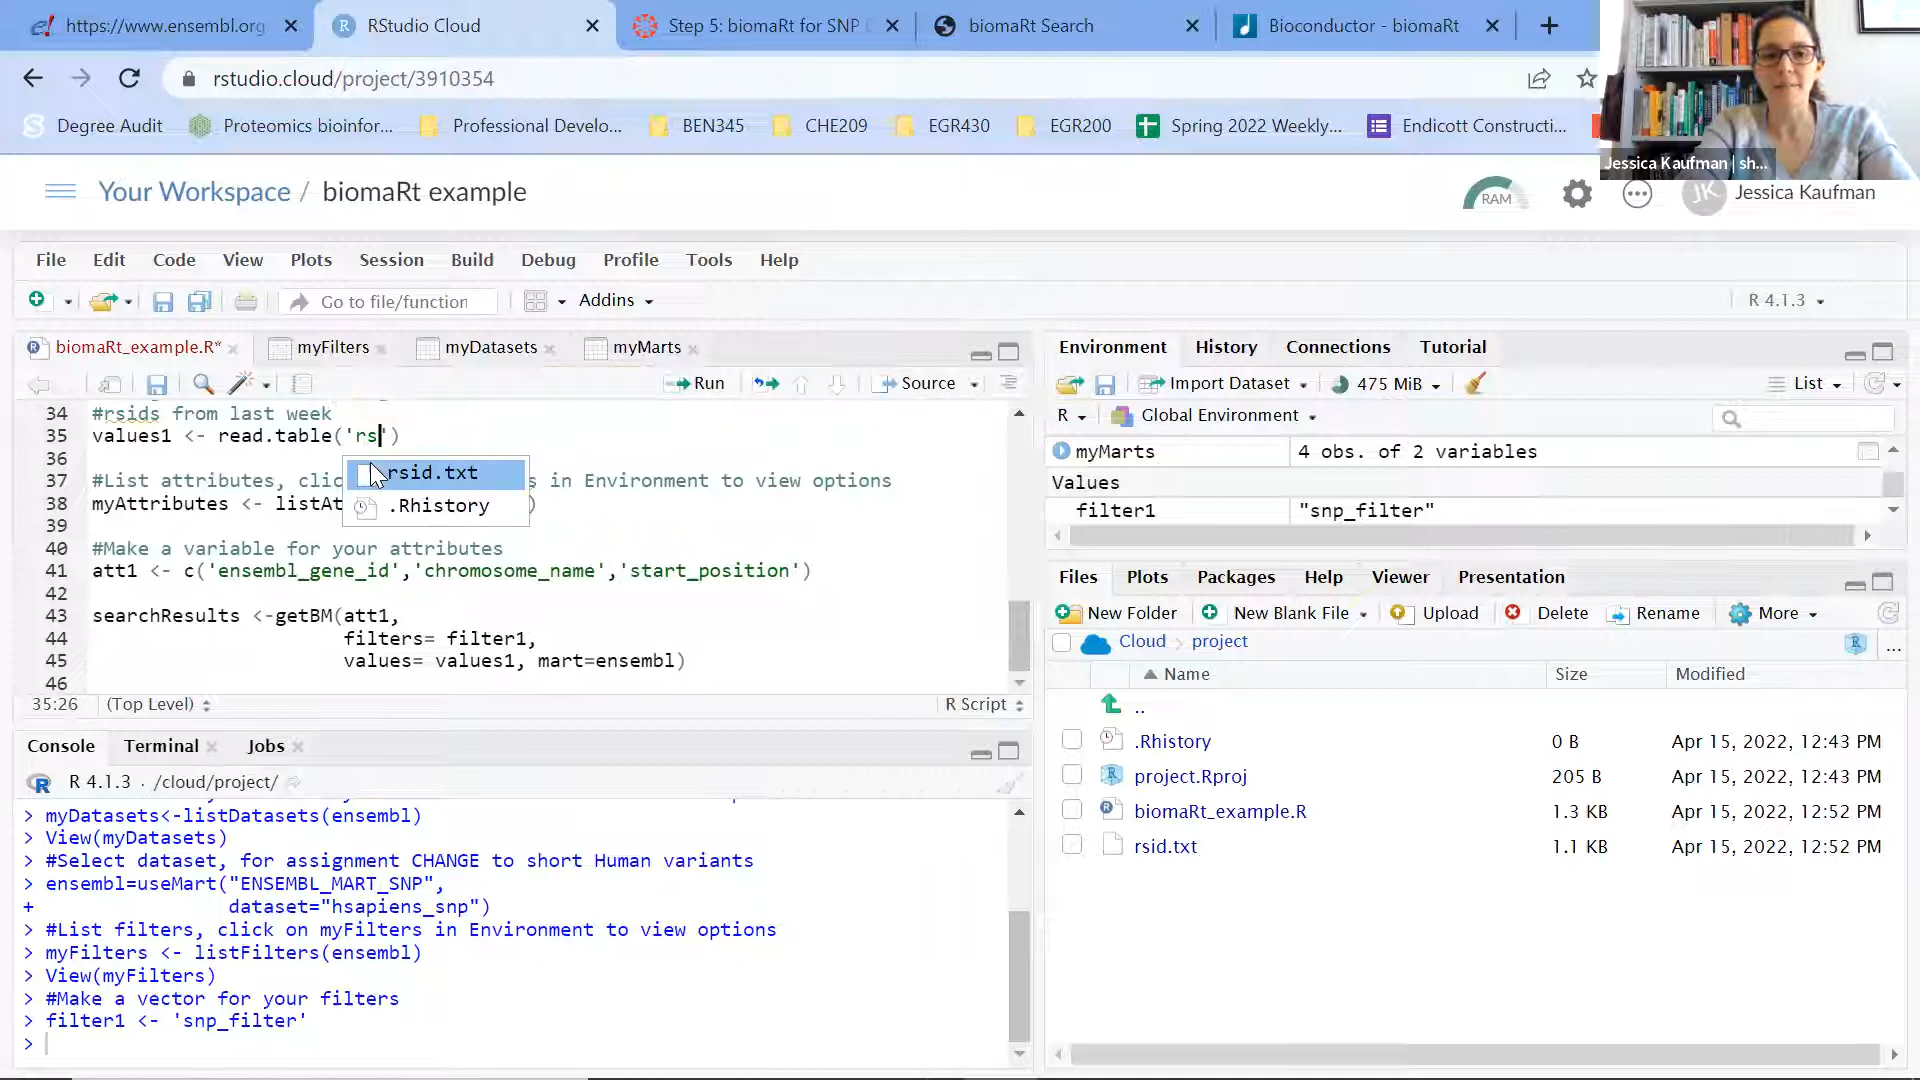 https://www.ensembl.org
RStudio Cloud
Step 5: biomaRt for SNP
biomaRt Search
Bioconductor - biomaRt
rstudio.cloud/project/3910354
Degree Audit
Proteomics bioinfor...
Professional Develo...
BEN345
CHE209
EGR430
EGR200
Spring 2022 Weekly...
Endicott Constructi...
Jessica Kaufman | sh...
Your Workspace / biomaRt example
RAM
JK
Jessica Kaufman
File Edit Code View Plots Session Build Debug Profile Tools Help
Go to file/function
Addins
R 4.1.3
biomaRt_example.R*
myFilters
myDatasets
myMarts
Run
Source
34 #rsids from last week
35 values1 <- read.table('rs')
36
rsid.txt
.Rhistory
37 #List attributes, clic s in Environment to view options
38 myAttributes <- listAt )
39
40 #Make a variable for your attributes
41 att1 <- c('ensembl_gene_id','chromosome_name','start_position')
42
43 searchResults <-getBM(att1,
44 filters= filter1,
45 values= values1, mart=ensembl)
46
35:26 (Top Level) R Script
Console Terminal Jobs
R 4.1.3 . /cloud/project/
> myDatasets<-listDatasets(ensembl)
> View(myDatasets)
> #Select dataset, for assignment CHANGE to short Human variants
> ensembl=useMart("ENSEMBL_MART_SNP",
+ dataset="hsapiens_snp")
> #List filters, click on myFilters in Environment to view options
> myFilters <- listFilters(ensembl)
> View(myFilters)
> #Make a vector for your filters
> filter1 <- 'snp_filter'
>
Environment History Connections Tutorial
Import Dataset 475 MiB List
R Global Environment
myMarts 4 obs. of 2 variables
Values
filter1 "snp_filter"
Files Plots Packages Help Viewer Presentation
New Folder New Blank File Upload Delete Rename More
Cloud project ...
Name Size Modified
..
.Rhistory 0 B Apr 15, 2022, 12:43 PM
project.Rproj 205 B Apr 15, 2022, 12:43 PM
biomaRt_example.R 1.3 KB Apr 15, 2022, 12:52 PM
rsid.txt 1.1 KB Apr 15, 2022, 12:52 PM